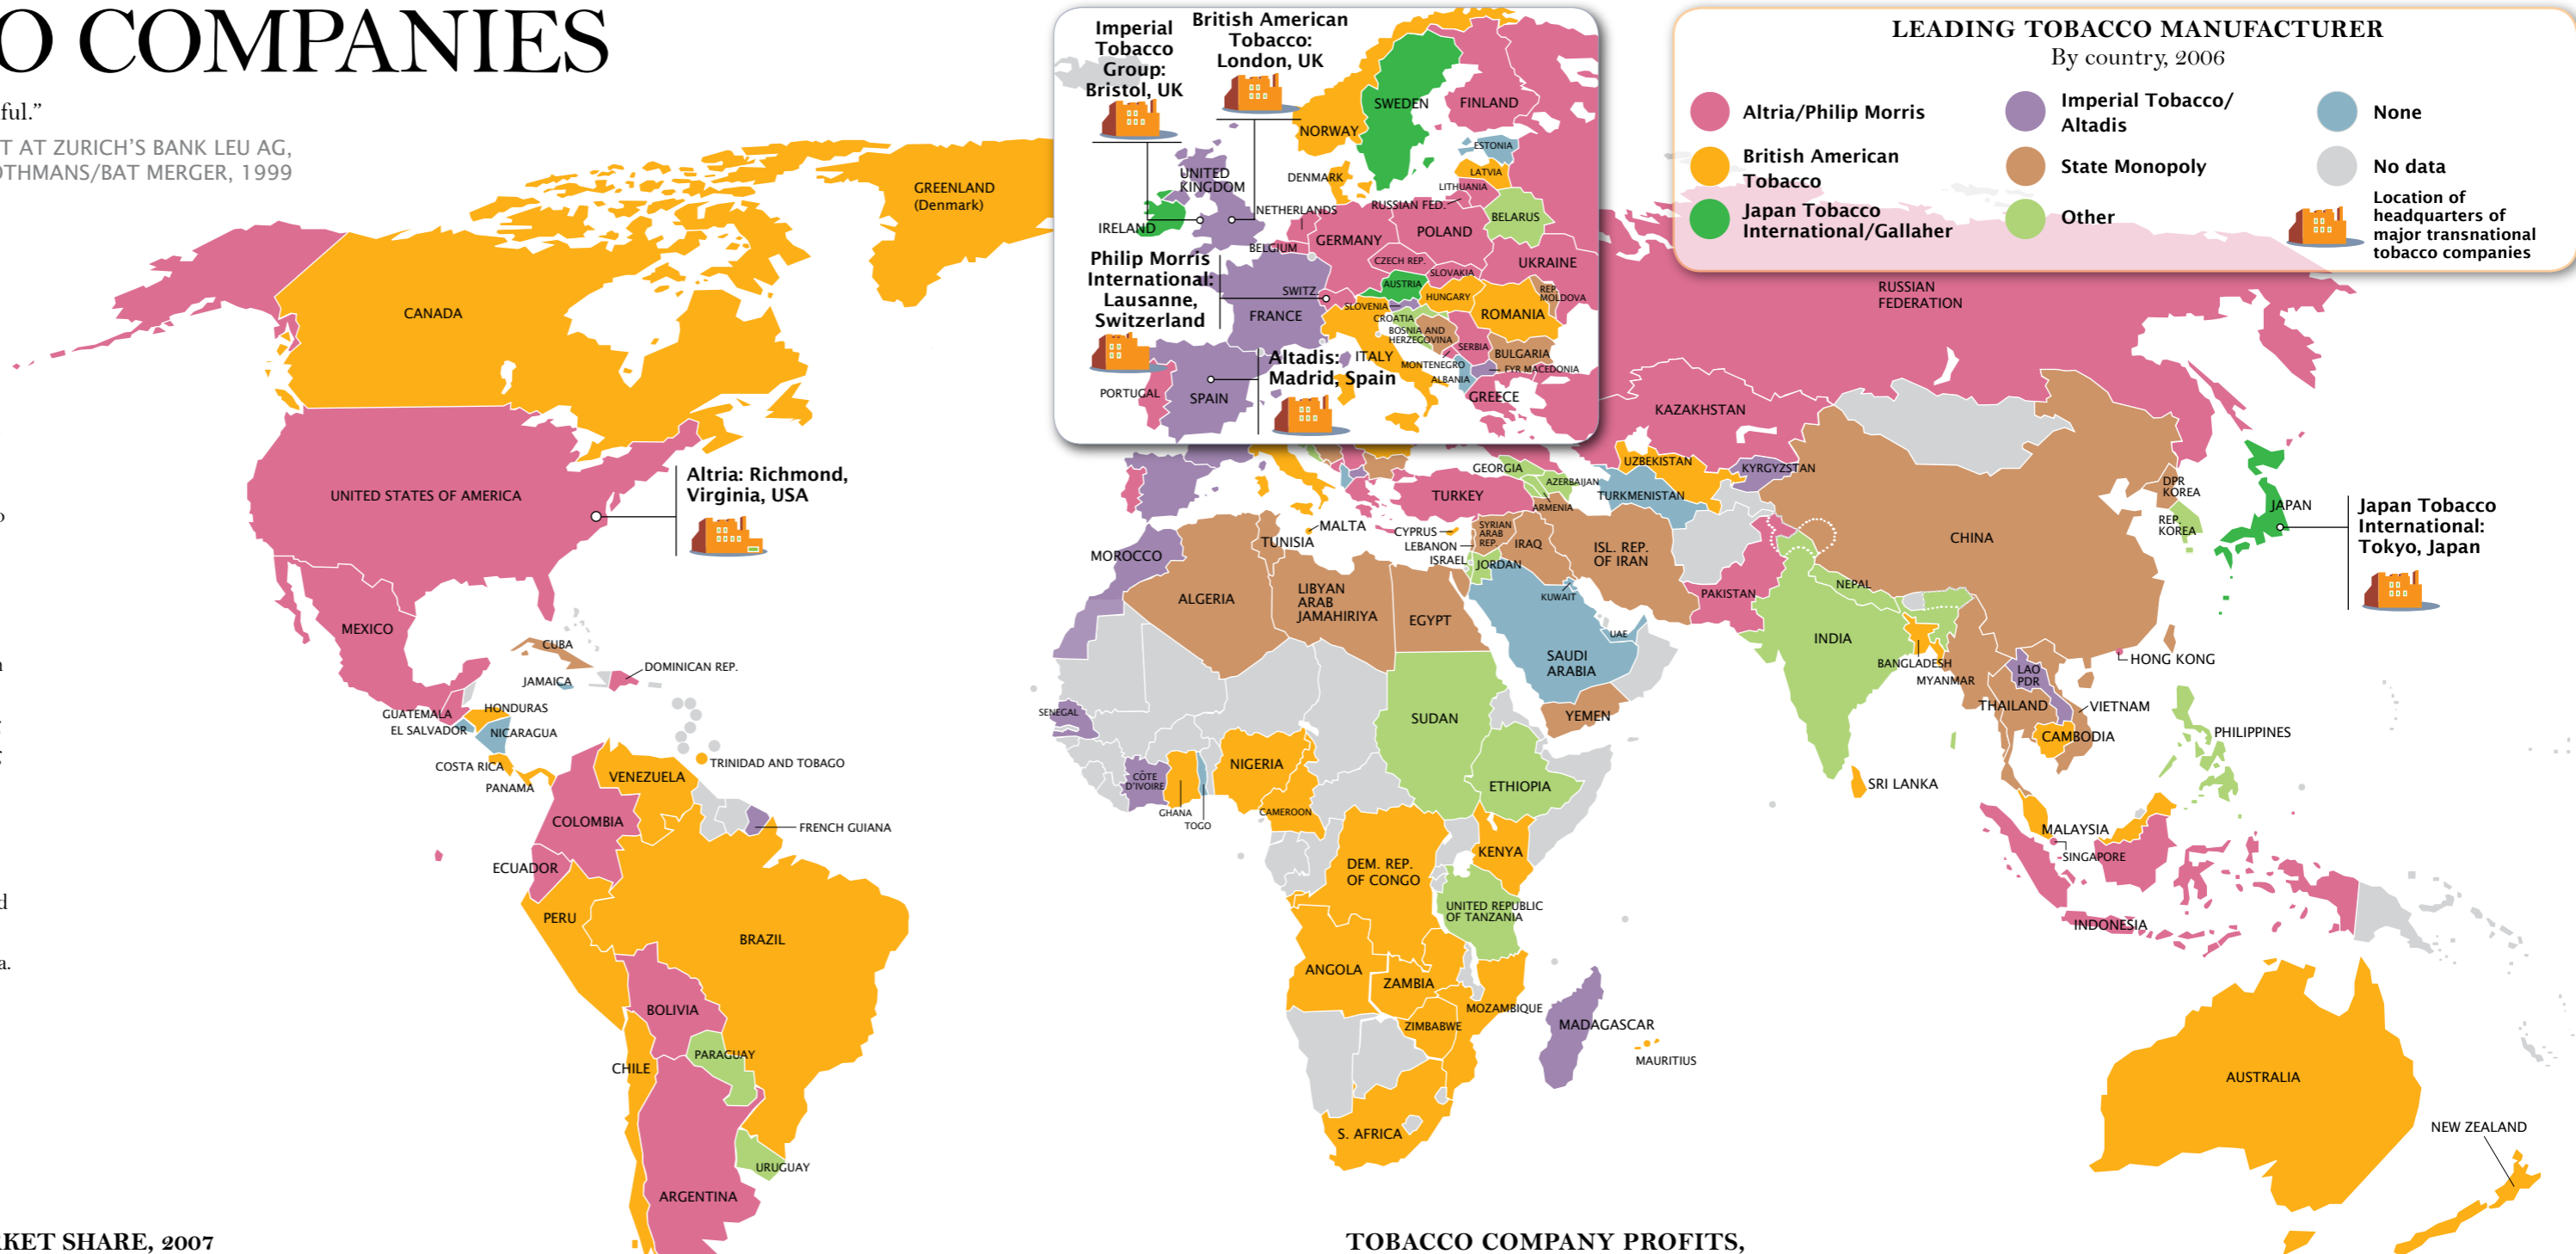 O COMPANIES
ful.”
T AT ZURICH’S BANK LEU AG,
OTHMANS/BAT MERGER, 1999
o
n
d
a.
Imperial
Tobacco
Group:
Bristol, UK
British American
Tobacco:
London, UK
Philip Morris
International:
Lausanne,
Switzerland
Altadis:
Madrid, Spain
SWEDEN
FINLAND
NORWAY
ESTONIA
LATVIA
LITHUANIA
DENMARK
RUSSIAN FED.
BELARUS
UNITED
KINGDOM
IRELAND
NETHERLANDS
BELGIUM
GERMANY
POLAND
CZECH REP.
SLOVAKIA
UKRAINE
SWITZ
AUSTRIA
HUNGARY
REP.
MOLDOVA
SLOVENIA
CROATIA
ROMANIA
FRANCE
BOSNIA AND
HERZEGOVINA
SERBIA
BULGARIA
ITALY
MONTENEGRO
ALBANIA
FYR MACEDONIA
PORTUGAL
SPAIN
GREECE
LEADING TOBACCO MANUFACTURER
By country, 2006
Altria/Philip Morris
British American
Tobacco
Japan Tobacco
International/Gallaher
Imperial Tobacco/
Altadis
State Monopoly
Other
None
No data
Location of
headquarters of
major transnational
tobacco companies
GREENLAND
(Denmark)
CANADA
UNITED STATES OF AMERICA
Altria: Richmond,
Virginia, USA
MEXICO
CUBA
JAMAICA
DOMINICAN REP.
GUATEMALA
HONDURAS
EL SALVADOR
NICARAGUA
COSTA RICA
PANAMA
TRINIDAD AND TOBAGO
VENEZUELA
COLOMBIA
FRENCH GUIANA
ECUADOR
PERU
BRAZIL
BOLIVIA
PARAGUAY
CHILE
URUGUAY
ARGENTINA
RUSSIAN
FEDERATION
KAZAKHSTAN
GEORGIA
UZBEKISTAN
KYRGYZSTAN
AZERBAIJAN
TURKMENISTAN
TURKEY
ARMENIA
MALTA
CYPRUS
SYRIAN
ARAB
REP.
LEBANON
IRAQ
ISRAEL
JORDAN
ISL. REP.
OF IRAN
TUNISIA
MOROCCO
ALGERIA
LIBYAN
ARAB
JAMAHIRIYA
EGYPT
KUWAIT
UAE
SAUDI
ARABIA
YEMEN
PAKISTAN
NEPAL
INDIA
CHINA
DPR
KOREA
REP.
KOREA
JAPAN
Japan Tobacco
International:
Tokyo, Japan
BANGLADESH
MYANMAR
LAO
PDR
HONG KONG
THAILAND
VIETNAM
CAMBODIA
PHILIPPINES
SRI LANKA
MALAYSIA
SINGAPORE
INDONESIA
SENEGAL
CÔTE
D’IVOIRE
GHANA
TOGO
NIGERIA
CAMEROON
SUDAN
ETHIOPIA
DEM. REP.
OF CONGO
KENYA
UNITED REPUBLIC
OF TANZANIA
ANGOLA
ZAMBIA
MOZAMBIQUE
ZIMBABWE
MADAGASCAR
MAURITIUS
S. AFRICA
AUSTRALIA
NEW ZEALAND
RKET SHARE, 2007
TOBACCO COMPANY PROFITS,